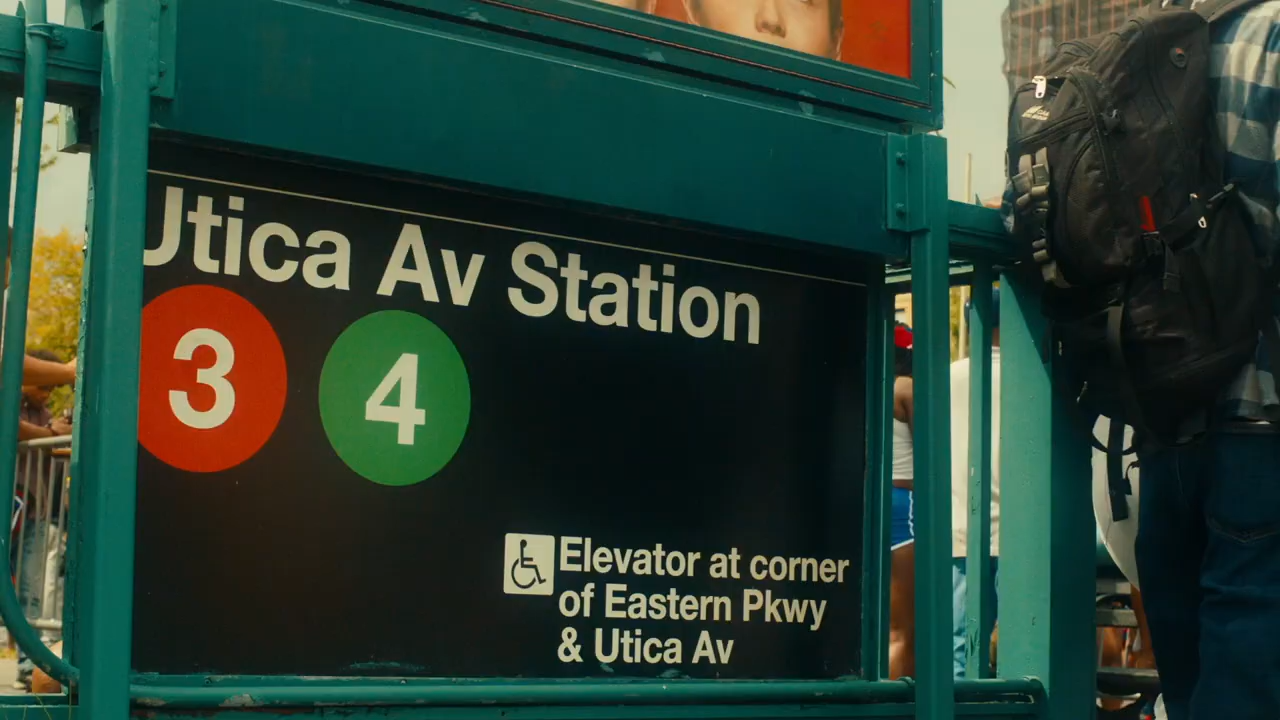 Utica Av Station
3 4
Elevator at corner
of Eastern Pkwy
& Utica Av